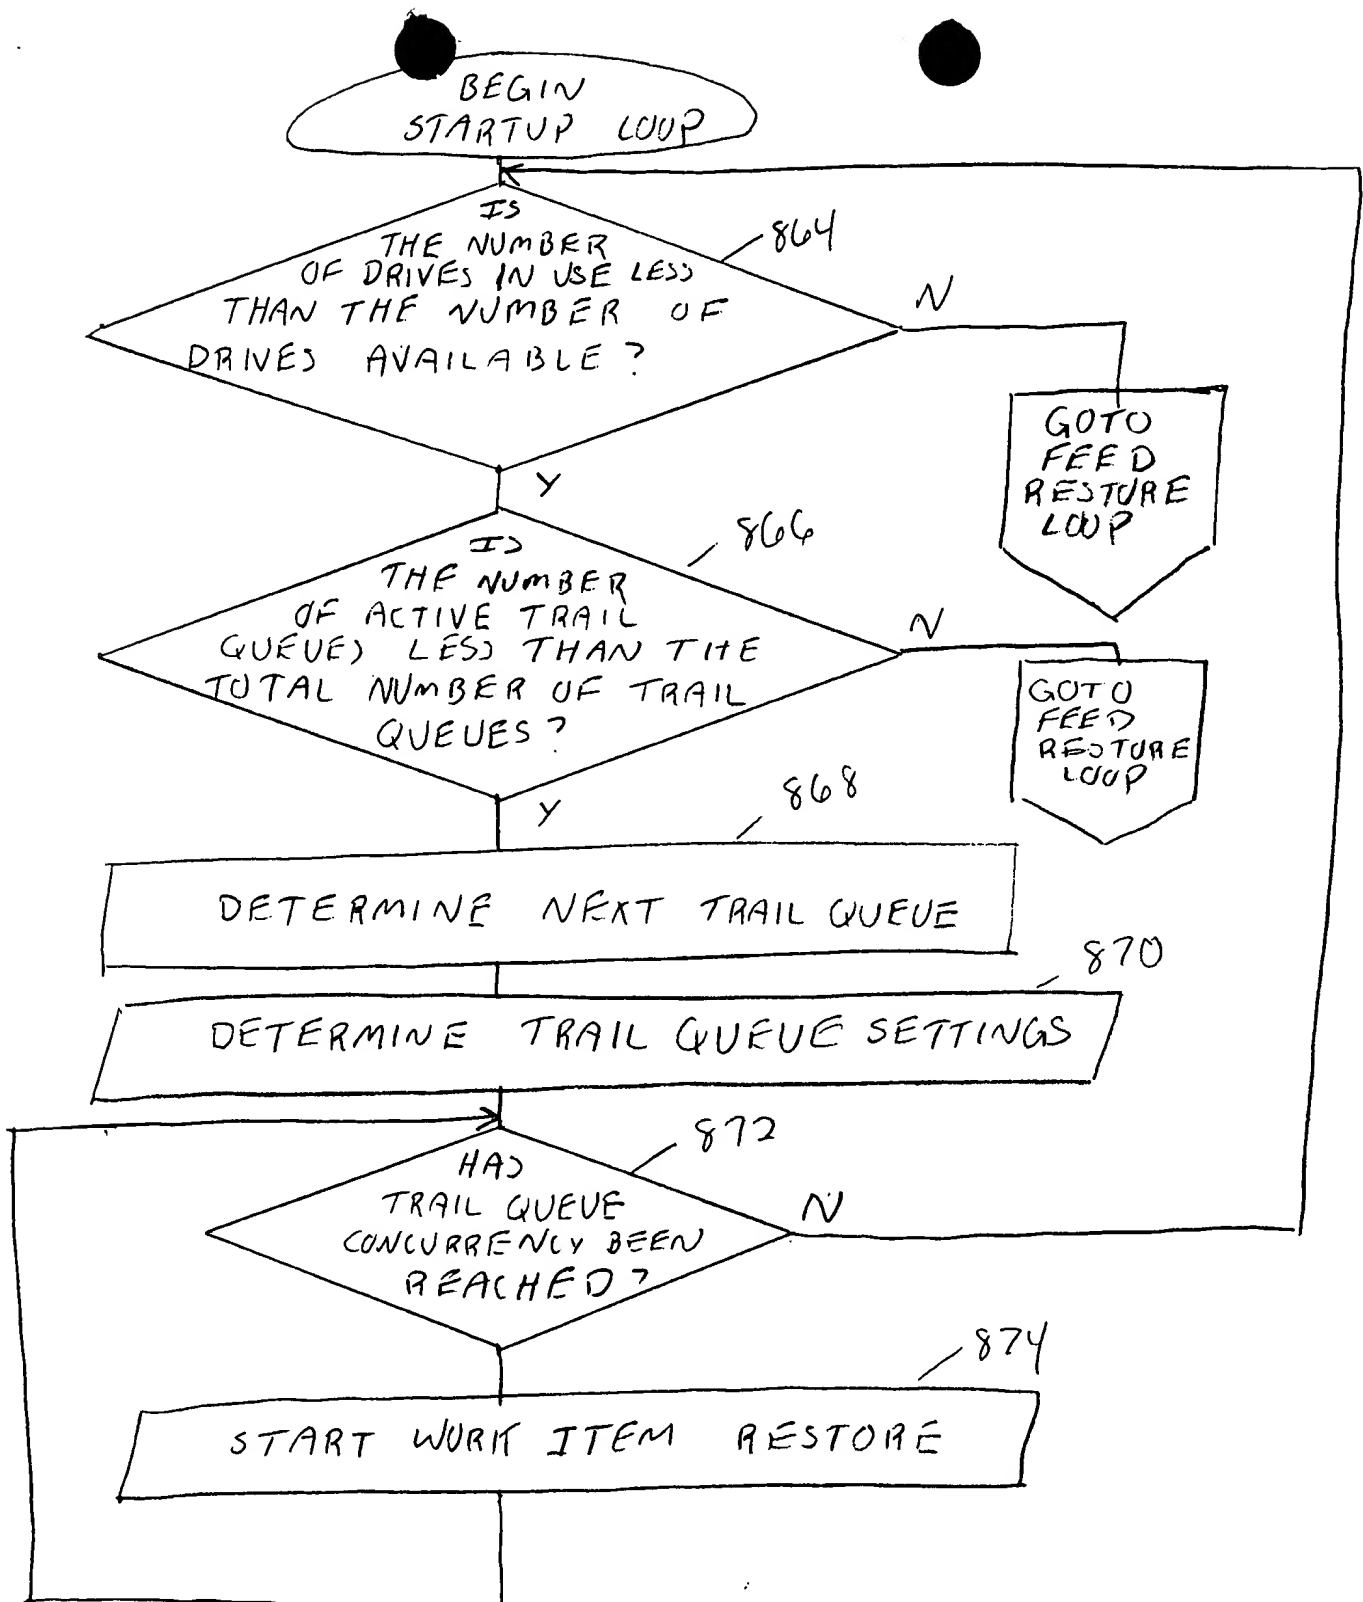 BEGIN
STARTUP LOOP
IS
THE NUMBER
OF DRIVES IN USE LESS
THAN THE NUMBER OF
DRIVES AVAILABLE?
864
N
GOTO
FEED
RESTORE
LOOP
Y
IS
THE NUMBER
OF ACTIVE TRAIL
QUEUES LESS THAN THE
TOTAL NUMBER OF TRAIL
QUEUES?
866
N
GOTO
FEED
RESTORE
LOOP
Y
868
DETERMINE NEXT TRAIL QUEUE
870
DETERMINE TRAIL QUEUE SETTINGS
872
HAS
TRAIL QUEUE
CONCURRENCY BEEN
REACHED?
N
874
START WORK ITEM RESTORE